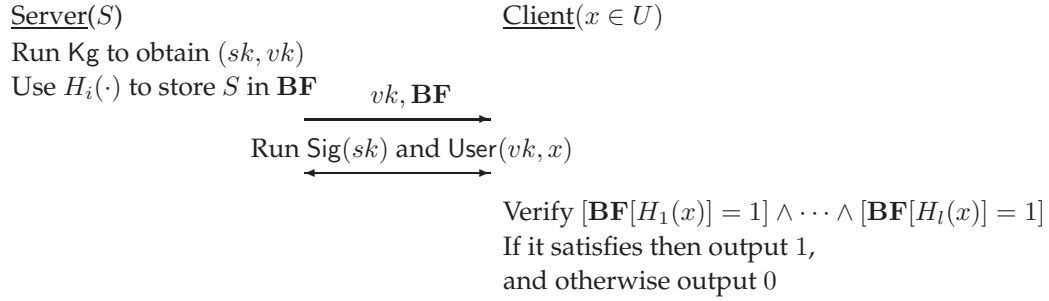 Server(S)
Client(x ∈ U)
Run Kg to obtain (sk, vk)
Use H_i(·) to store S in BF
vk, BF
Run Sig(sk) and User(vk, x)
Verify [BF[H_1(x)] = 1] ∧ ··· ∧ [BF[H_l(x)] = 1]
If it satisfies then output 1,
and otherwise output 0